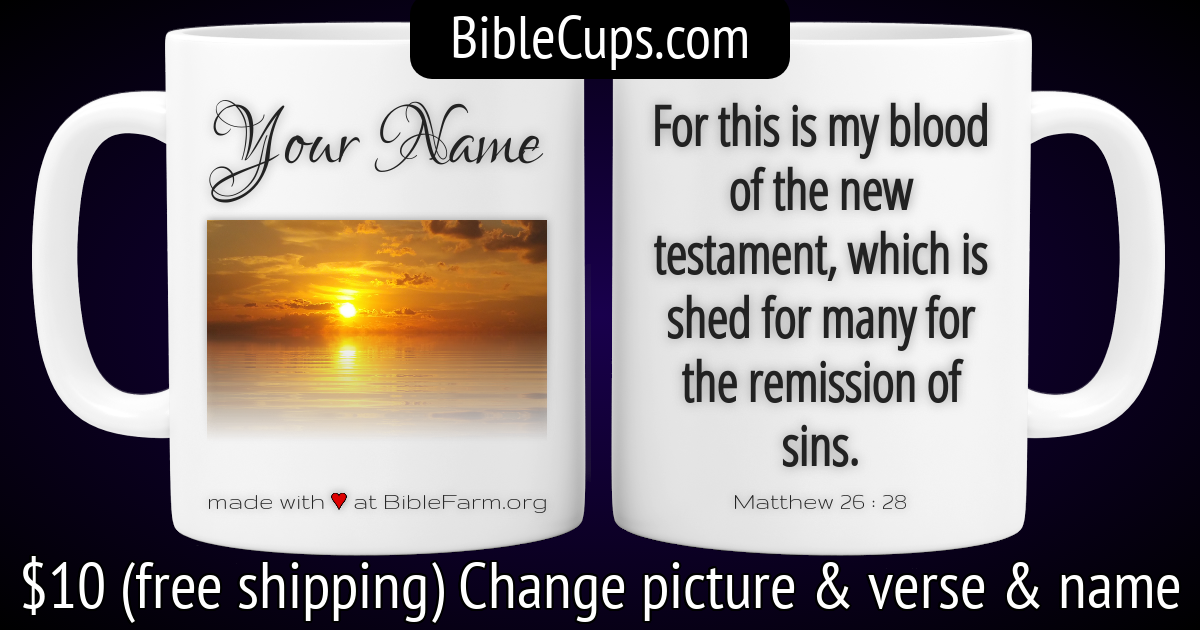 BibleCups.com
Your Name
made with ♥ at BibleFarm.org
For this is my blood
of the new
testament, which is
shed for many for
the remission of
sins.
Matthew 26 : 28
$10 (free shipping) Change picture & verse & name